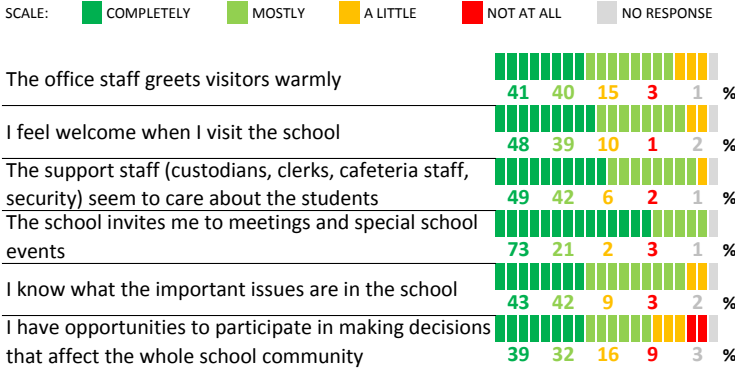 SCALE: COMPLETELY MOSTLY A LITTLE NOT AT ALL NO RESPONSE
The office staff greets visitors warmly
41 40 15 3 1 %
I feel welcome when I visit the school
48 39 10 1 2 %
The support staff (custodians, clerks, cafeteria staff,
security) seem to care about the students
49 42 6 2 1 %
The school invites me to meetings and special school
events
73 21 2 3 1 %
I know what the important issues are in the school
43 42 9 3 2 %
I have opportunities to participate in making decisions
that affect the whole school community
39 32 16 9 3 %